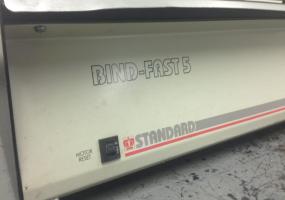 BIND-FAST 5
STANDARD
MOTOR
RESET